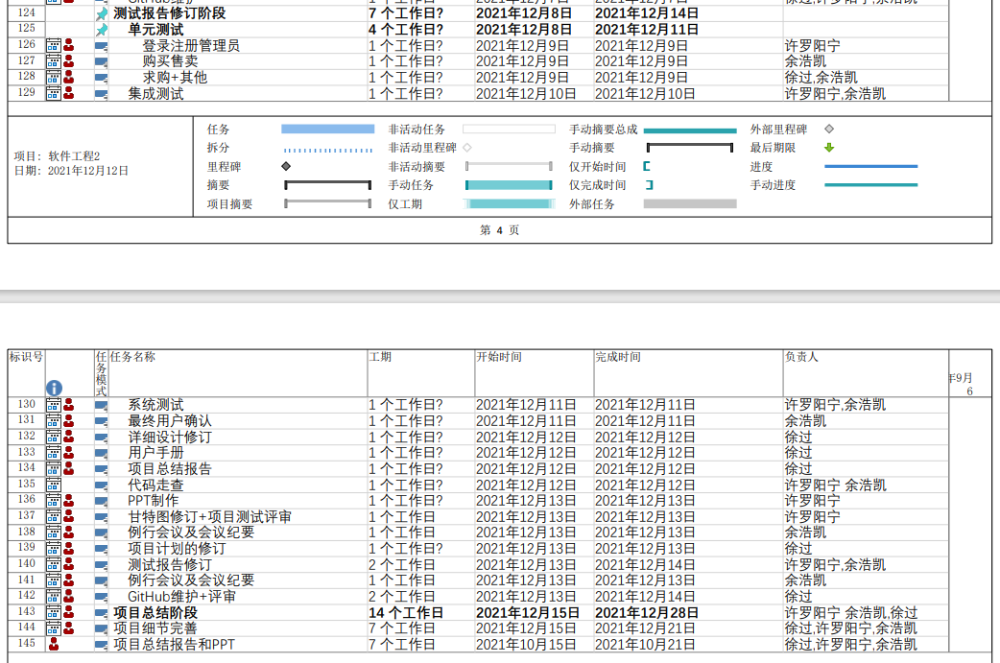 124 测试报告修订阶段 7 个工作日? 2021年12月8日 2021年12月14日
125 单元测试 4 个工作日? 2021年12月8日 2021年12月11日
126 登录注册管理员 1 个工作日? 2021年12月9日 2021年12月9日 许罗阳宁
127 购买售卖 1 个工作日? 2021年12月9日 2021年12月9日 余浩凯
128 求购+其他 1 个工作日? 2021年12月9日 2021年12月9日 徐过,余浩凯
129 集成测试 1 个工作日? 2021年12月10日 2021年12月10日 许罗阳宁,余浩凯
项目: 软件工程2
日期: 2021年12月12日
任务 非活动任务 手动摘要总成 外部里程碑
拆分 非活动里程碑 手动摘要 最后期限
里程碑 非活动摘要 仅开始时间 进度
摘要 手动任务 仅完成时间 手动进度
项目摘要 仅工期 外部任务
第 4 页
标识号 任务模式 任务名称 工期 开始时间 完成时间 负责人
年9月
6
130 系统测试 1 个工作日? 2021年12月11日 2021年12月11日 许罗阳宁,余浩凯
131 最终用户确认 1 个工作日? 2021年12月11日 2021年12月11日 余浩凯
132 详细设计修订 1 个工作日? 2021年12月12日 2021年12月12日 徐过
133 用户手册 1 个工作日? 2021年12月12日 2021年12月12日 徐过
134 项目总结报告 1 个工作日? 2021年12月12日 2021年12月12日 徐过
135 代码走查 1 个工作日? 2021年12月12日 2021年12月12日 许罗阳宁 余浩凯
136 PPT制作 1 个工作日? 2021年12月13日 2021年12月13日 许罗阳宁
137 甘特图修订+项目测试评审 1 个工作日 2021年12月13日 2021年12月13日 许罗阳宁
138 例行会议及会议纪要 1 个工作日 2021年12月13日 2021年12月13日 余浩凯
139 项目计划的修订 1 个工作日? 2021年12月13日 2021年12月13日 徐过
140 测试报告修订 2 个工作日 2021年12月13日 2021年12月14日 许罗阳宁,余浩凯
141 例行会议及会议纪要 1 个工作日 2021年12月13日 2021年12月13日 余浩凯
142 GitHub维护+评审 2 个工作日 2021年12月13日 2021年12月14日 徐过
143 项目总结阶段 14 个工作日 2021年12月15日 2021年12月28日 许罗阳宁 余浩凯,徐过
144 项目细节完善 7 个工作日 2021年12月15日 2021年12月21日 徐过,许罗阳宁,余浩凯
145 项目总结报告和PPT 7 个工作日 2021年10月15日 2021年10月21日 徐过,许罗阳宁,余浩凯